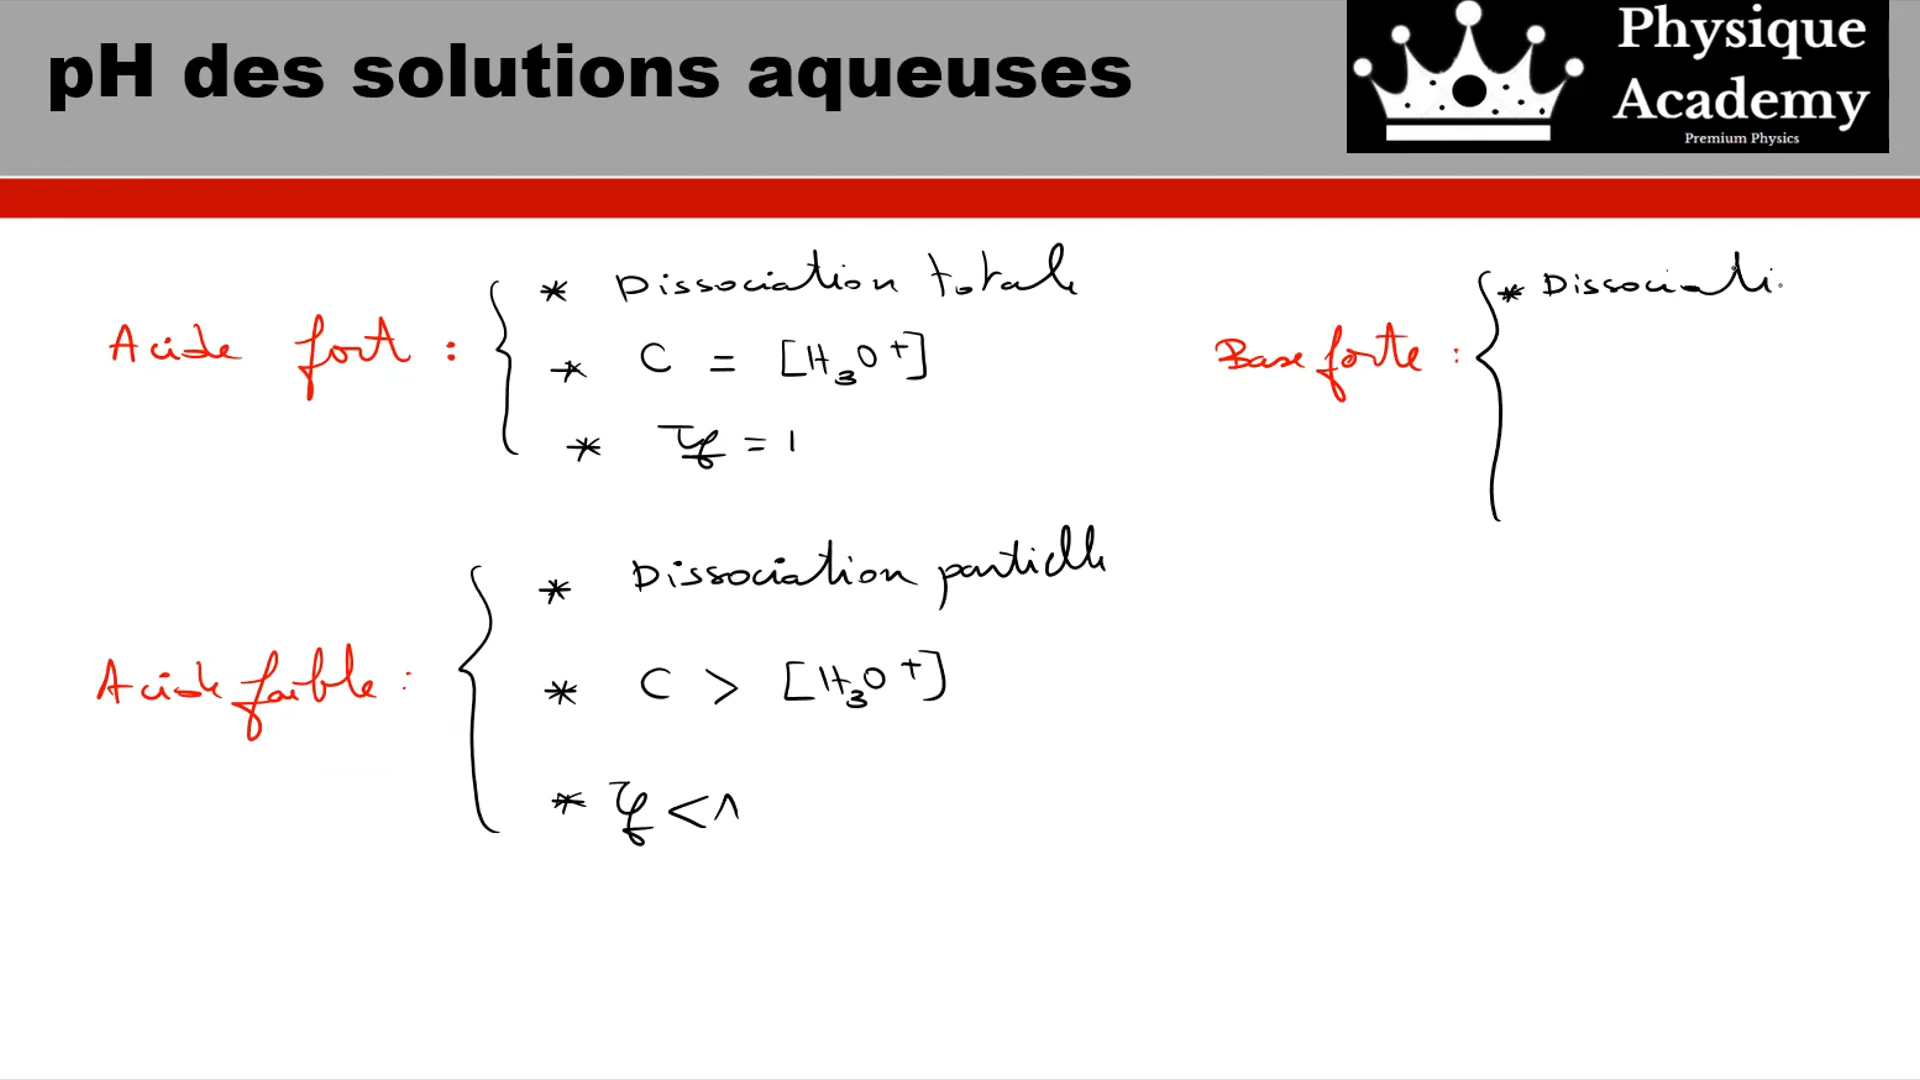 pH des solutions aqueuses
Physique
Academy
Premium Physics
Acide fort :
* Dissociation totale
* C = [H₃O⁺]
* τf = 1
Acide faible :
* Dissociation partielle
* C > [H₃O⁺]
* τf < 1
Base forte :
* Dissociati